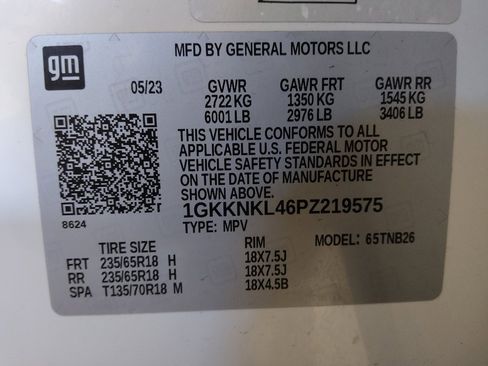 gm
MFD BY GENERAL MOTORS LLC
05/23 GVWR GAWR FRT GAWR RR
2722 KG 1350 KG 1545 KG
6001 LB 2976 LB 3406 LB
THIS VEHICLE CONFORMS TO ALL
APPLICABLE U.S. FEDERAL MOTOR
VEHICLE SAFETY STANDARDS IN EFFECT
ON THE DATE OF MANUFACTURE
SHOWN ABOVE.
1GKKNKL46PZ219575
8624
TYPE: MPV MODEL: 65TNB26
TIRE SIZE RIM
FRT 235/65R18 H 18X7.5J
RR 235/65R18 H 18X7.5J
SPA T135/70R18 M 18X4.5B